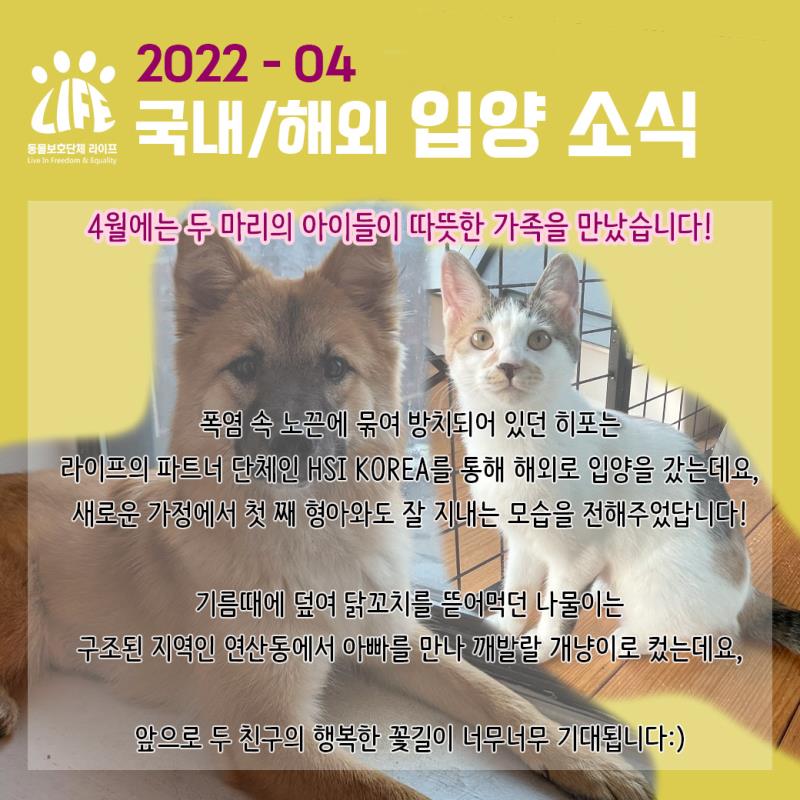 2022 - 04
LIFE
국내/해외 입양 소식
동물보호단체 라이프
Live In Freedom & Equality
4월에는 두 마리의 아이들이 따뜻한 가족을 만났습니다!
폭염 속 노끈에 묶여 방치되어 있던 히포는
라이프의 파트너 단체인 HSI KOREA를 통해 해외로 입양을 갔는데요,
새로운 가정에서 첫 째 형아와도 잘 지내는 모습을 전해주었답니다!
기름때에 덮여 닭꼬치를 뜯어먹던 나물이는
구조된 지역인 연산동에서 아빠를 만나 깨발랄 개냥이로 컸는데요,
앞으로 두 친구의 행복한 꽃길이 너무너무 기대됩니다:)